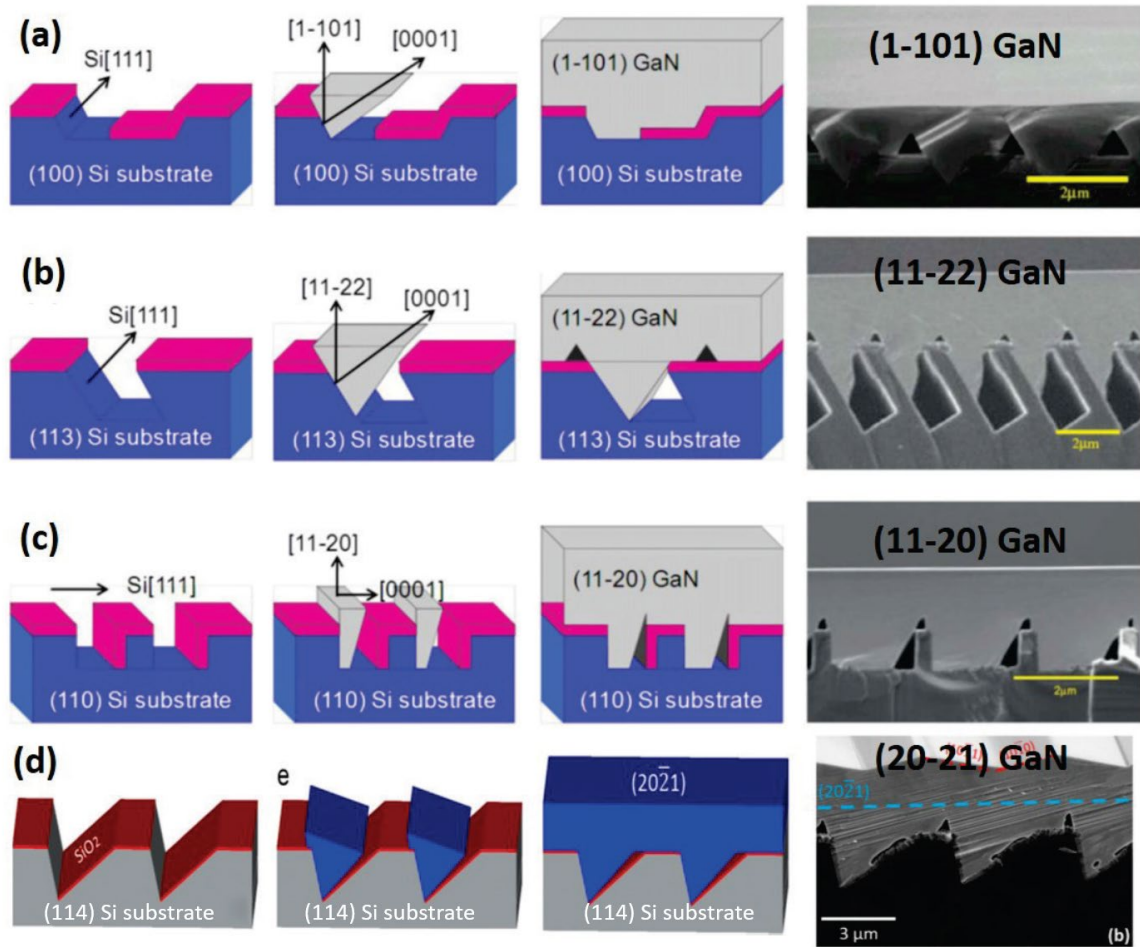 (a)
Si[111]
(100) Si substrate
[1-101]
[0001]
(100) Si substrate
(1-101) GaN
(100) Si substrate
(1-101) GaN
2μm
(b)
Si[111]
(113) Si substrate
[11-22]
[0001]
(113) Si substrate
(11-22) GaN
(113) Si substrate
(11-22) GaN
2μm
(c)
Si[111]
(110) Si substrate
[11-20]
[0001]
(110) Si substrate
(11-20) GaN
(110) Si substrate
(11-20) GaN
2μm
(d)
SiO₂
(114) Si substrate
e
(114) Si substrate
(202̄1)
(114) Si substrate
(20-21) GaN
(202̄1)
3 μm
(b)